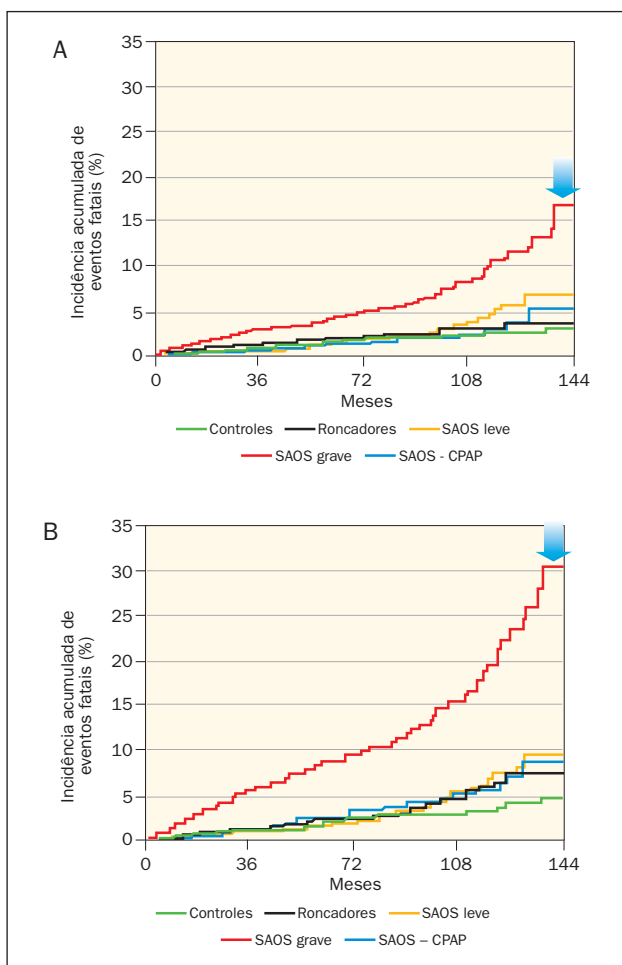 A
Incidência acumulada de
eventos fatais (%)
35
30
25
20
15
10
5
0
0 36 72 108 144
Meses
Controles Roncadores SAOS leve
SAOS grave SAOS - CPAP
B
Incidência acumulada de
eventos fatais (%)
35
30
25
20
15
10
5
0
0 36 72 108 144
Meses
Controles Roncadores SAOS leve
SAOS grave SAOS – CPAP